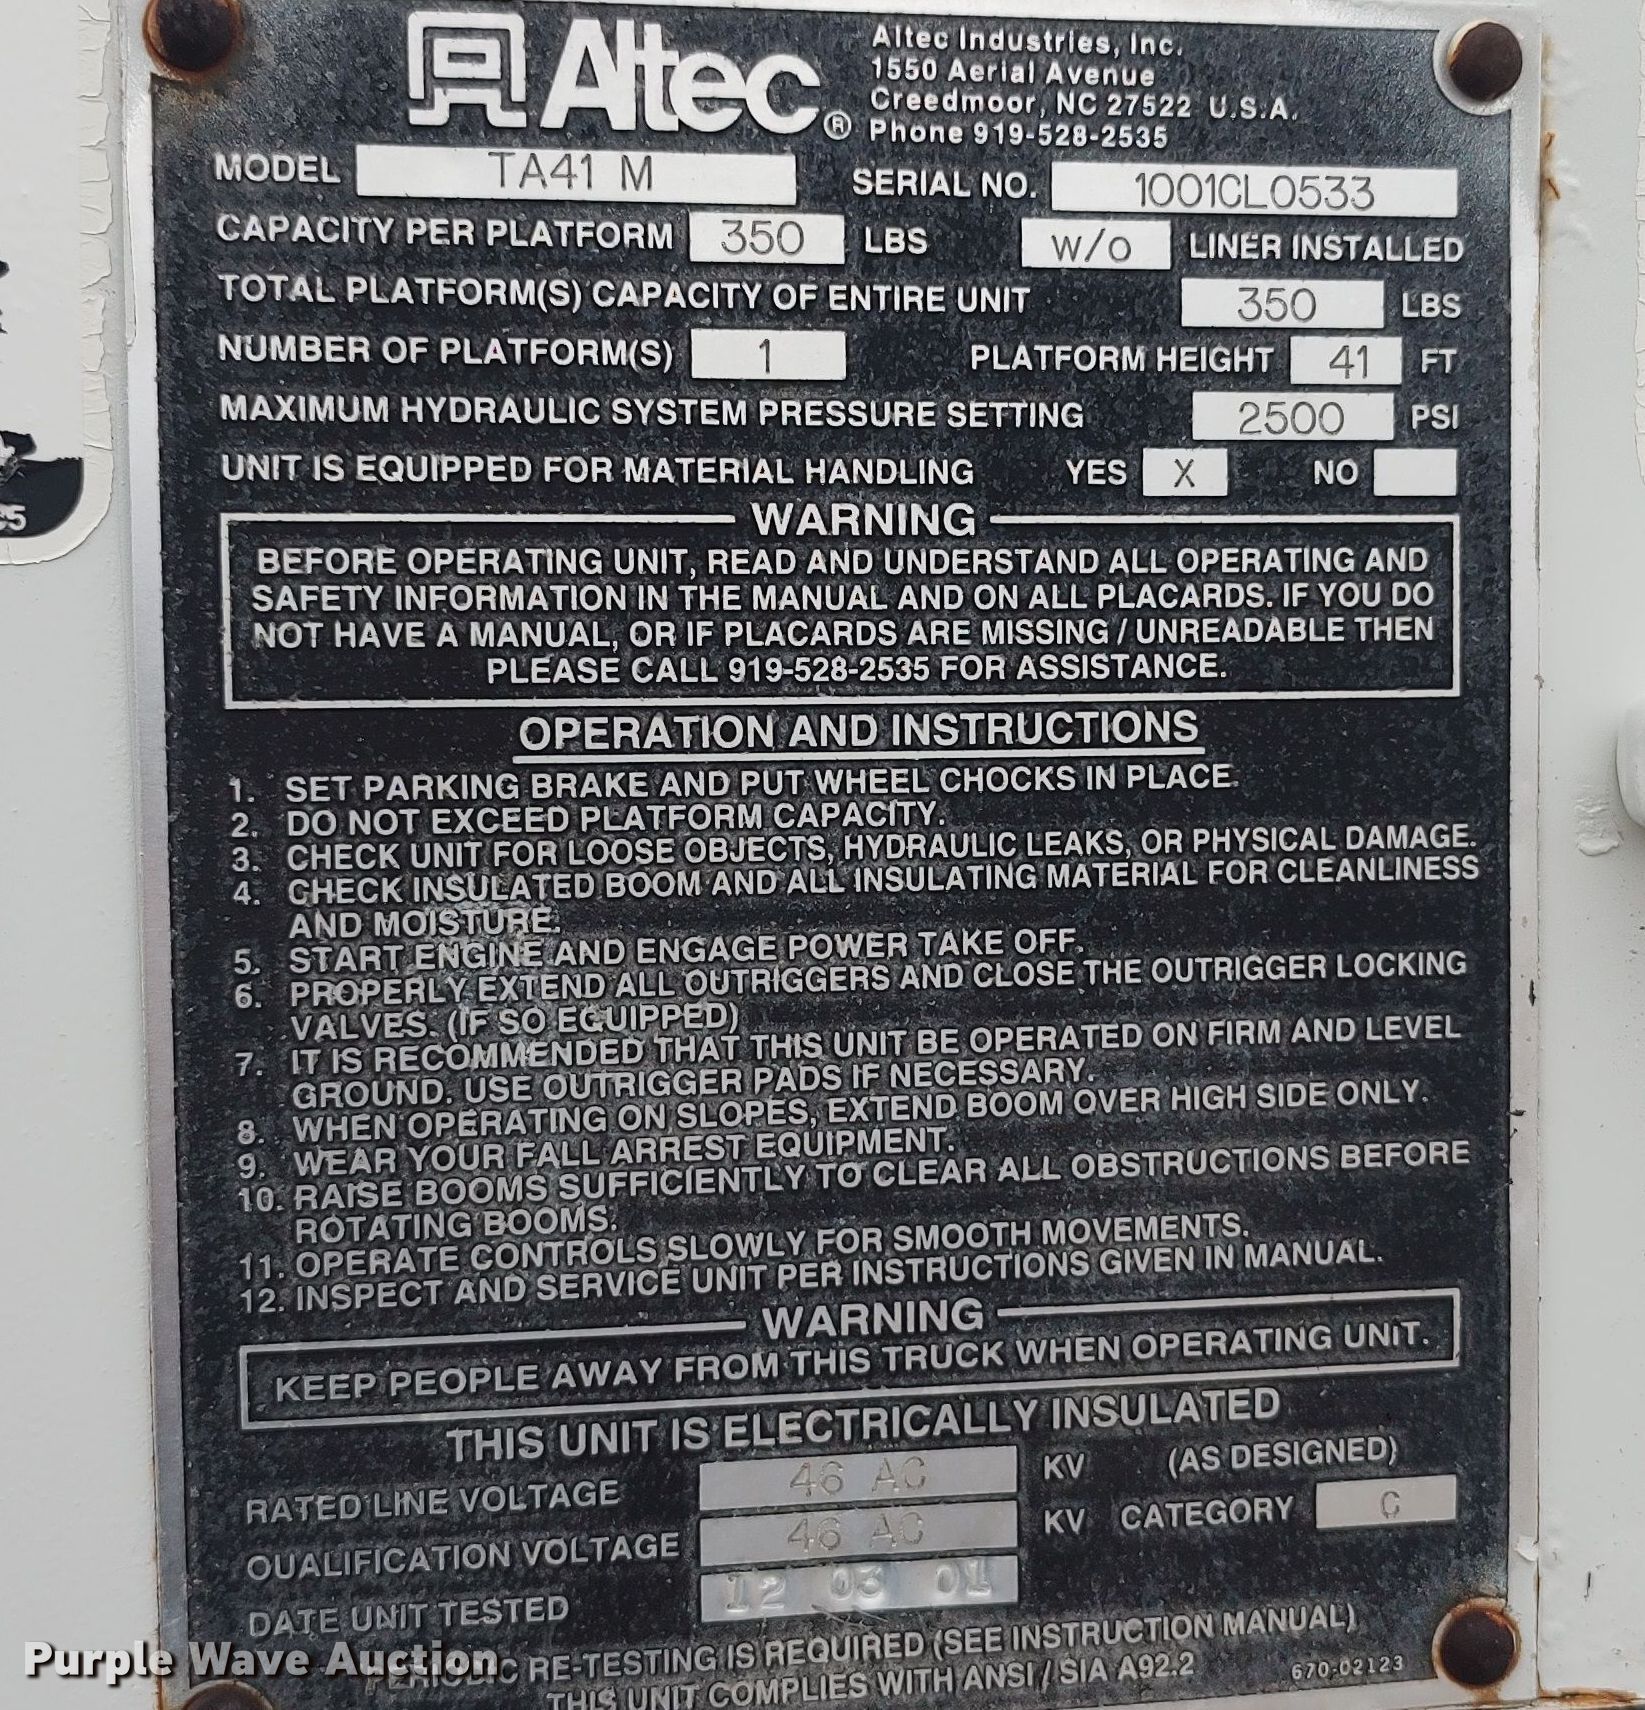 Altec®
Altec Industries, Inc.
1550 Aerial Avenue
Creedmoor, NC 27522 U.S.A.
Phone 919-528-2535
MODEL TA41 M SERIAL NO. 1001CL0533
CAPACITY PER PLATFORM 350 LBS W/O LINER INSTALLED
TOTAL PLATFORM(S) CAPACITY OF ENTIRE UNIT 350 LBS
NUMBER OF PLATFORM(S) 1 PLATFORM HEIGHT 41 FT
MAXIMUM HYDRAULIC SYSTEM PRESSURE SETTING 2500 PSI
UNIT IS EQUIPPED FOR MATERIAL HANDLING YES X NO
WARNING
BEFORE OPERATING UNIT, READ AND UNDERSTAND ALL OPERATING AND
SAFETY INFORMATION IN THE MANUAL AND ON ALL PLACARDS. IF YOU DO
NOT HAVE A MANUAL, OR IF PLACARDS ARE MISSING / UNREADABLE THEN
PLEASE CALL 919-528-2535 FOR ASSISTANCE.
OPERATION AND INSTRUCTIONS
1. SET PARKING BRAKE AND PUT WHEEL CHOCKS IN PLACE.
2. DO NOT EXCEED PLATFORM CAPACITY.
3. CHECK UNIT FOR LOOSE OBJECTS, HYDRAULIC LEAKS, OR PHYSICAL DAMAGE.
4. CHECK INSULATED BOOM AND ALL INSULATING MATERIAL FOR CLEANLINESS
AND MOISTURE.
5. START ENGINE AND ENGAGE POWER TAKE OFF.
6. PROPERLY EXTEND ALL OUTRIGGERS AND CLOSE THE OUTRIGGER LOCKING
VALVES. (IF SO EQUIPPED)
7. IT IS RECOMMENDED THAT THIS UNIT BE OPERATED ON FIRM AND LEVEL
GROUND. USE OUTRIGGER PADS IF NECESSARY.
8. WHEN OPERATING ON SLOPES, EXTEND BOOM OVER HIGH SIDE ONLY.
9. WEAR YOUR FALL ARREST EQUIPMENT.
10. RAISE BOOMS SUFFICIENTLY TO CLEAR ALL OBSTRUCTIONS BEFORE
ROTATING BOOMS.
11. OPERATE CONTROLS SLOWLY FOR SMOOTH MOVEMENTS.
12. INSPECT AND SERVICE UNIT PER INSTRUCTIONS GIVEN IN MANUAL.
WARNING
KEEP PEOPLE AWAY FROM THIS TRUCK WHEN OPERATING UNIT.
THIS UNIT IS ELECTRICALLY INSULATED
RATED LINE VOLTAGE 46 AC KV (AS DESIGNED)
QUALIFICATION VOLTAGE 46 AC KV CATEGORY C
DATE UNIT TESTED 12 03 01
PERIODIC RE-TESTING IS REQUIRED (SEE INSTRUCTION MANUAL)
THIS UNIT COMPLIES WITH ANSI / SIA A92.2 670-02123
Purple Wave Auction